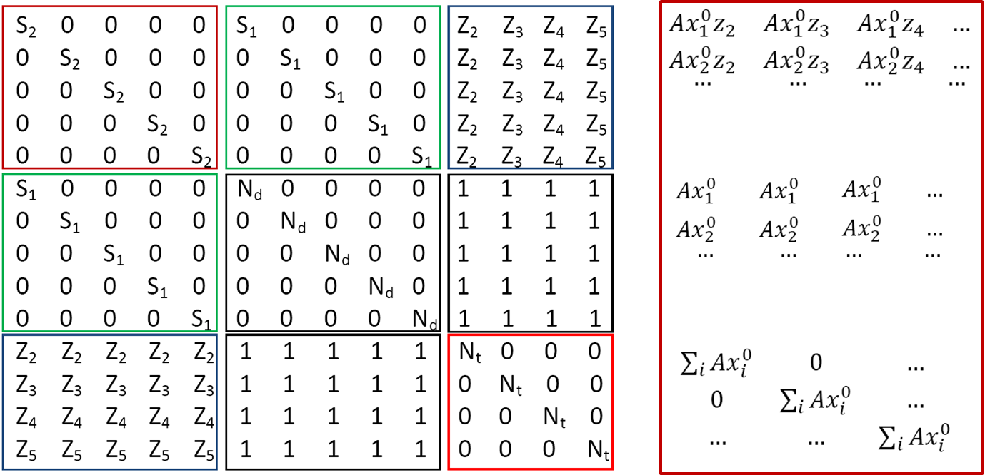 S₂ 0 0 0 0 S₁ 0 0 0 0 Z₂ Z₃ Z₄ Z₅ Ax₁⁰z₂ Ax₁⁰z₃ Ax₁⁰z₄ ...
0 S₂ 0 0 0 0 S₁ 0 0 0 Z₂ Z₃ Z₄ Z₅ Ax₂⁰z₂ Ax₂⁰z₃ Ax₂⁰z₄ ...
0 0 S₂ 0 0 0 0 S₁ 0 0 Z₂ Z₃ Z₄ Z₅ ... ... ... ...
0 0 0 S₂ 0 0 0 0 S₁ 0 Z₂ Z₃ Z₄ Z₅
0 0 0 0 S₂ 0 0 0 0 S₁ Z₂ Z₃ Z₄ Z₅
S₁ 0 0 0 0 N_d 0 0 0 0 1 1 1 1 Ax₁⁰ Ax₁⁰ Ax₁⁰ ...
0 S₁ 0 0 0 0 N_d 0 0 0 1 1 1 1 Ax₂⁰ Ax₂⁰ Ax₂⁰ ...
0 0 S₁ 0 0 0 0 N_d 0 0 1 1 1 1 ... ... ... ...
0 0 0 S₁ 0 0 0 0 N_d 0 1 1 1 1
0 0 0 0 S₁ 0 0 0 0 N_d 1 1 1 1
Z₂ Z₂ Z₂ Z₂ Z₂ 1 1 1 1 1 N_t 0 0 0 ∑ᵢ Axᵢ⁰ 0 ...
Z₃ Z₃ Z₃ Z₃ Z₃ 1 1 1 1 1 0 N_t 0 0 0 ∑ᵢ Axᵢ⁰ ...
Z₄ Z₄ Z₄ Z₄ Z₄ 1 1 1 1 1 0 0 N_t 0 ... ... ∑ᵢ Axᵢ⁰
Z₅ Z₅ Z₅ Z₅ Z₅ 1 1 1 1 1 0 0 0 N_t